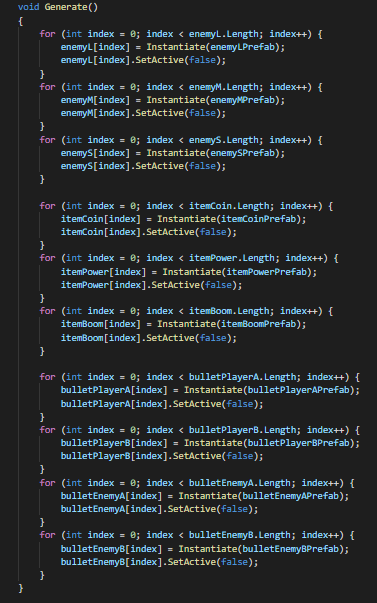 void Generate()
{
    for (int index = 0; index < enemyL.Length; index++) {
        enemyL[index] = Instantiate(enemyLPrefab);
        enemyL[index].SetActive(false);
    }
    for (int index = 0; index < enemyM.Length; index++) {
        enemyM[index] = Instantiate(enemyMPrefab);
        enemyM[index].SetActive(false);
    }
    for (int index = 0; index < enemyS.Length; index++) {
        enemyS[index] = Instantiate(enemySPrefab);
        enemyS[index].SetActive(false);
    }

    for (int index = 0; index < itemCoin.Length; index++) {
        itemCoin[index] = Instantiate(itemCoinPrefab);
        itemCoin[index].SetActive(false);
    }
    for (int index = 0; index < itemPower.Length; index++) {
        itemPower[index] = Instantiate(itemPowerPrefab);
        itemPower[index].SetActive(false);
    }
    for (int index = 0; index < itemBoom.Length; index++) {
        itemBoom[index] = Instantiate(itemBoomPrefab);
        itemBoom[index].SetActive(false);
    }

    for (int index = 0; index < bulletPlayerA.Length; index++) {
        bulletPlayerA[index] = Instantiate(bulletPlayerAPrefab);
        bulletPlayerA[index].SetActive(false);
    }
    for (int index = 0; index < bulletPlayerB.Length; index++) {
        bulletPlayerB[index] = Instantiate(bulletPlayerBPrefab);
        bulletPlayerB[index].SetActive(false);
    }
    for (int index = 0; index < bulletEnemyA.Length; index++) {
        bulletEnemyA[index] = Instantiate(bulletEnemyAPrefab);
        bulletEnemyA[index].SetActive(false);
    }
    for (int index = 0; index < bulletEnemyB.Length; index++) {
        bulletEnemyB[index] = Instantiate(bulletEnemyBPrefab);
        bulletEnemyB[index].SetActive(false);
    }
}